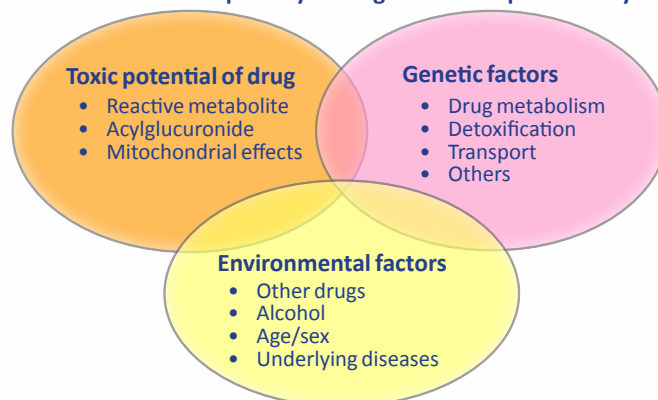 Toxic potential of drug
• Reactive metabolite
• Acylglucuronide
• Mitochondrial effects
Genetic factors
• Drug metabolism
• Detoxification
• Transport
• Others
Environmental factors
• Other drugs
• Alcohol
• Age/sex
• Underlying diseases